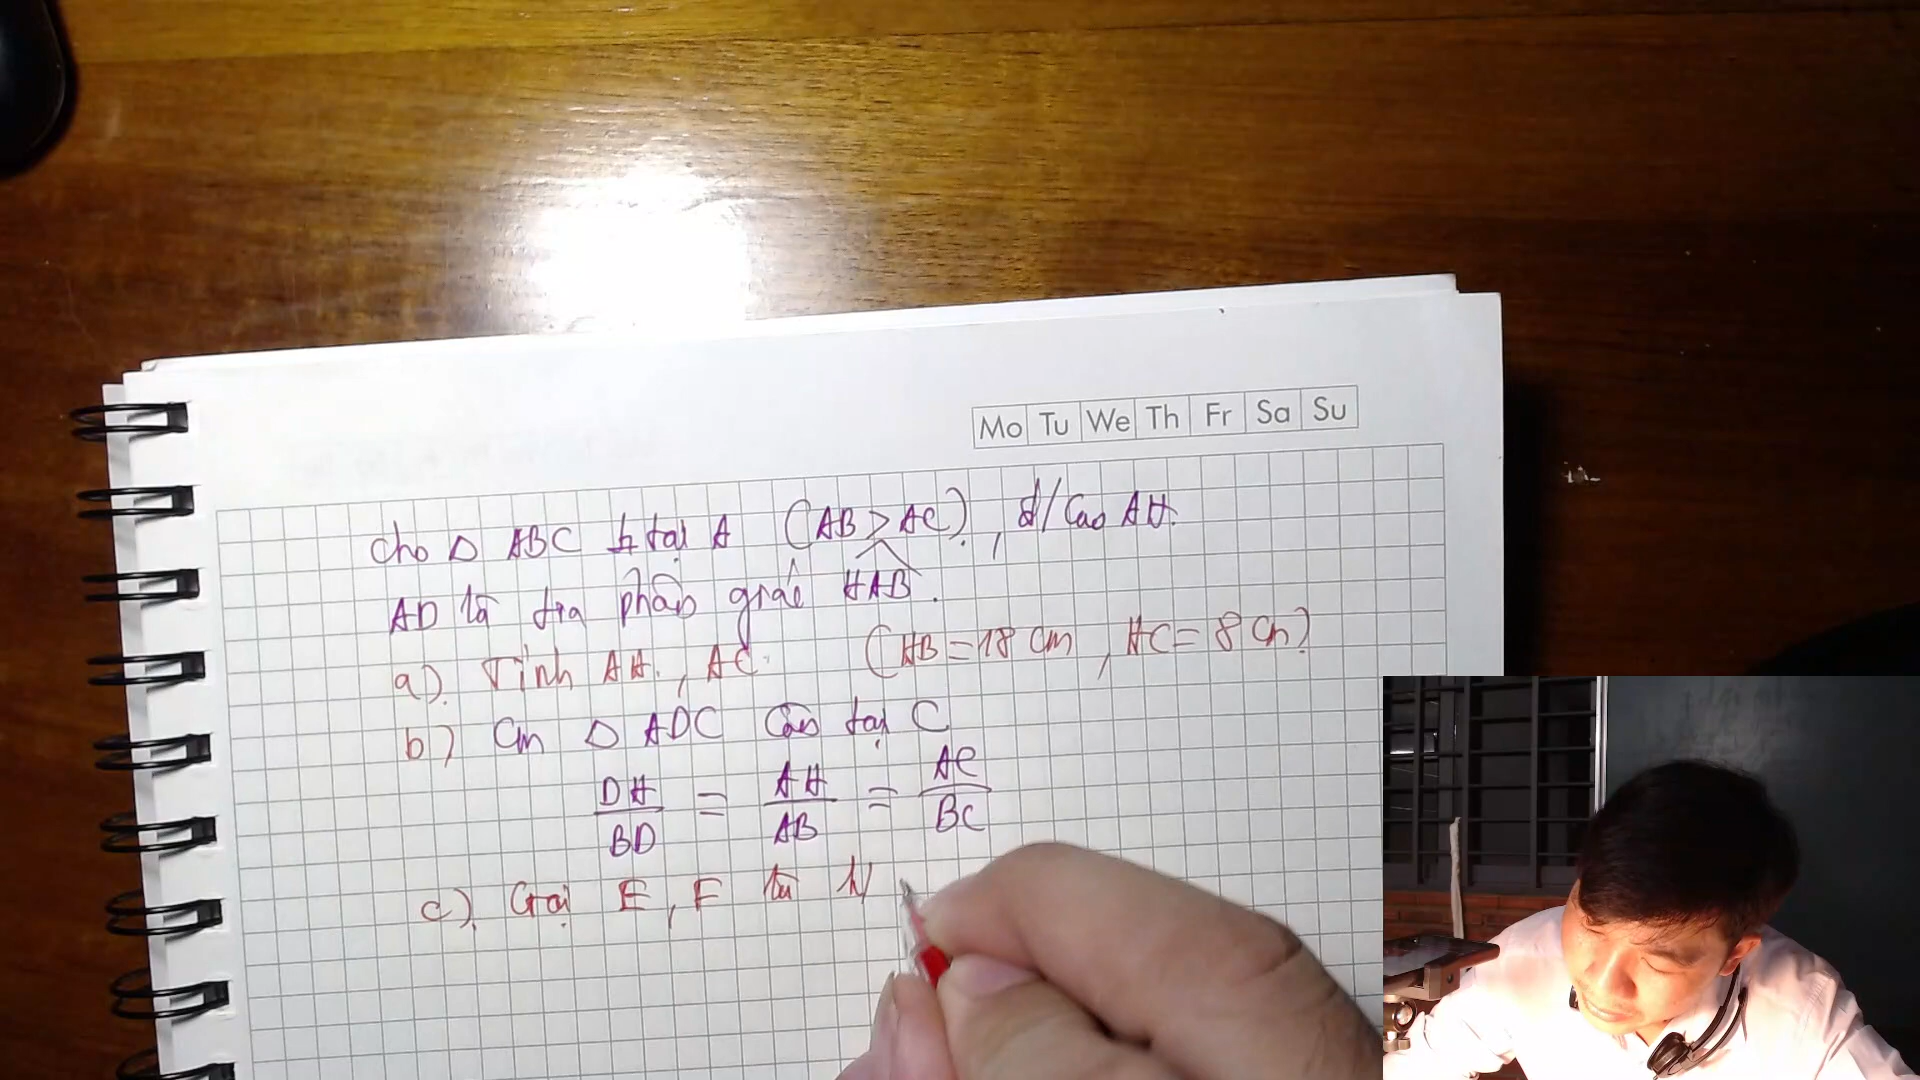 Mo Tu We Th Fr Sa Su
Cho Δ ABC ⊥ tại A (AB > AC), đ/cao AH.
AD là tia phân giác HAB.
a). Tính AH, AC. (HB = 18 cm, HC = 8 cm)
b) Cm Δ ADC cân tại C
DH/BD = AH/AB = AC/BC
c). Gọi E, F là